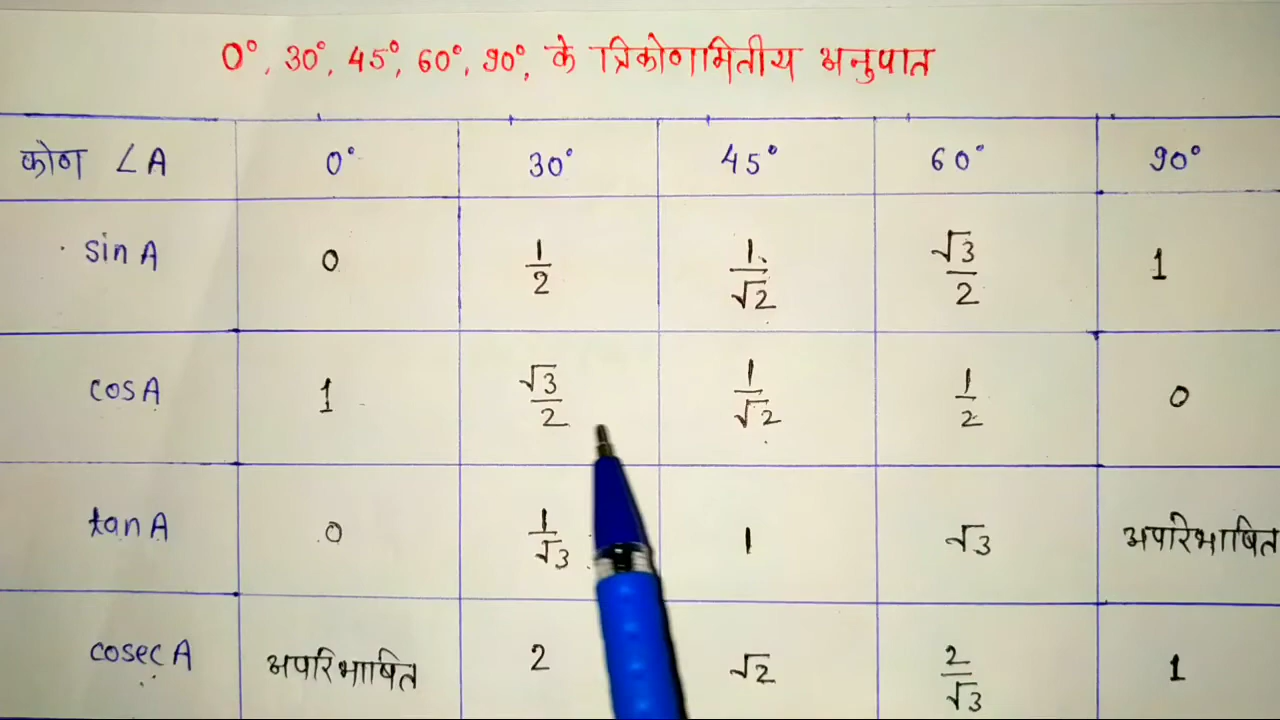 0°, 30°, 45°, 60°, 90°, के त्रिकोणमितीय अनुपात
कोण ∠A 0° 30° 45° 60° 90°
sin A 0 1/2 1/√2 √3/2 1
cos A 1 √3/2 1/√2 1/2 0
tan A 0 1/√3 1 √3 अपरिभाषित
cosec A अपरिभाषित 2 √2 2/√3 1